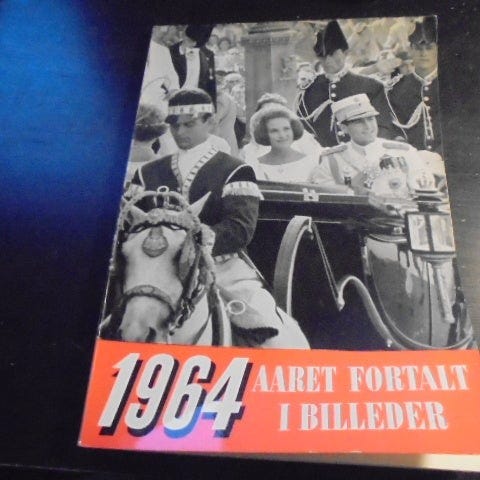 1964
AARET FORTALT
I BILLEDER